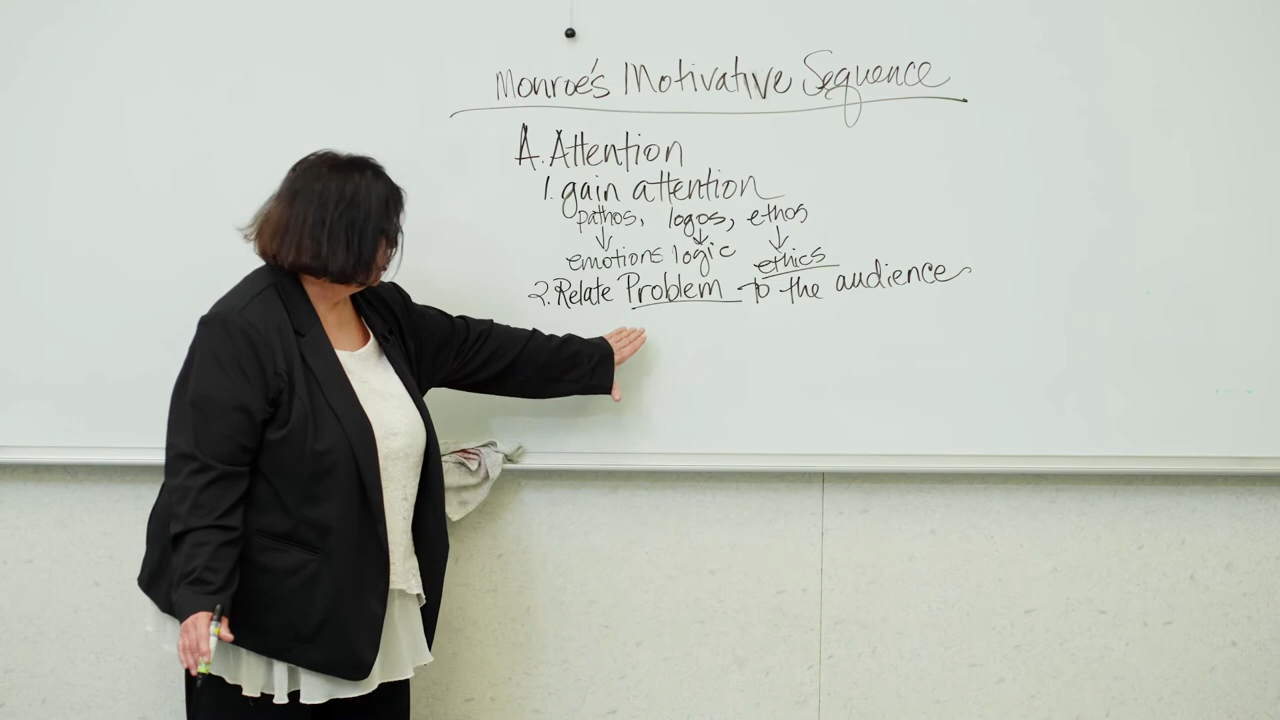 Monroe's Motivative Sequence
A. Attention
1. gain attention
pathos, logos, ethos
emotions logic ethics
2. Relate Problem to the audience